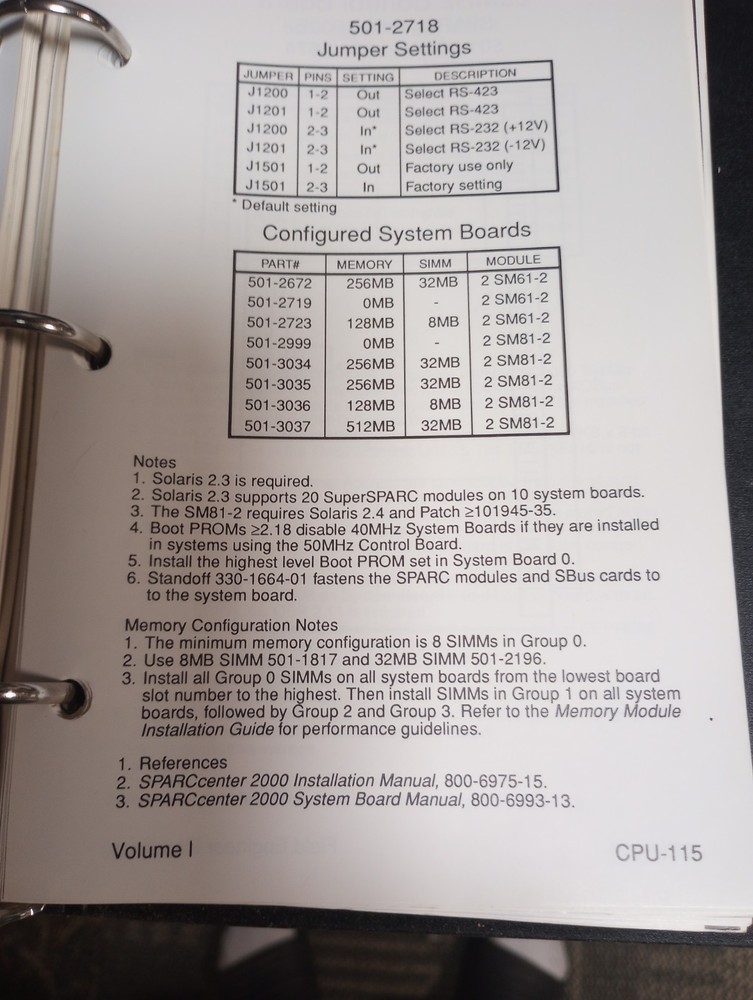 501-2718
Jumper Settings
JUMPER PINS SETTING DESCRIPTION
J1200 1-2 Out Select RS-423
J1201 1-2 Out Select RS-423
J1200 2-3 In* Select RS-232 (+12V)
J1201 2-3 In* Select RS-232 (-12V)
J1501 1-2 Out Factory use only
J1501 2-3 In Factory setting
* Default setting
Configured System Boards
PART# MEMORY SIMM MODULE
501-2672 256MB 32MB 2 SM61-2
501-2719 0MB - 2 SM61-2
501-2723 128MB 8MB 2 SM61-2
501-2999 0MB - 2 SM81-2
501-3034 256MB 32MB 2 SM81-2
501-3035 256MB 32MB 2 SM81-2
501-3036 128MB 8MB 2 SM81-2
501-3037 512MB 32MB 2 SM81-2
Notes
1. Solaris 2.3 is required.
2. Solaris 2.3 supports 20 SuperSPARC modules on 10 system boards.
3. The SM81-2 requires Solaris 2.4 and Patch ≥101945-35.
4. Boot PROMs ≥2.18 disable 40MHz System Boards if they are installed
in systems using the 50MHz Control Board.
5. Install the highest level Boot PROM set in System Board 0.
6. Standoff 330-1664-01 fastens the SPARC modules and SBus cards to
to the system board.
Memory Configuration Notes
1. The minimum memory configuration is 8 SIMMs in Group 0.
2. Use 8MB SIMM 501-1817 and 32MB SIMM 501-2196.
3. Install all Group 0 SIMMs on all system boards from the lowest board
slot number to the highest. Then install SIMMs in Group 1 on all system
boards, followed by Group 2 and Group 3. Refer to the Memory Module
Installation Guide for performance guidelines.
1. References
2. SPARCcenter 2000 Installation Manual, 800-6975-15.
3. SPARCcenter 2000 System Board Manual, 800-6993-13.
Volume I CPU-115